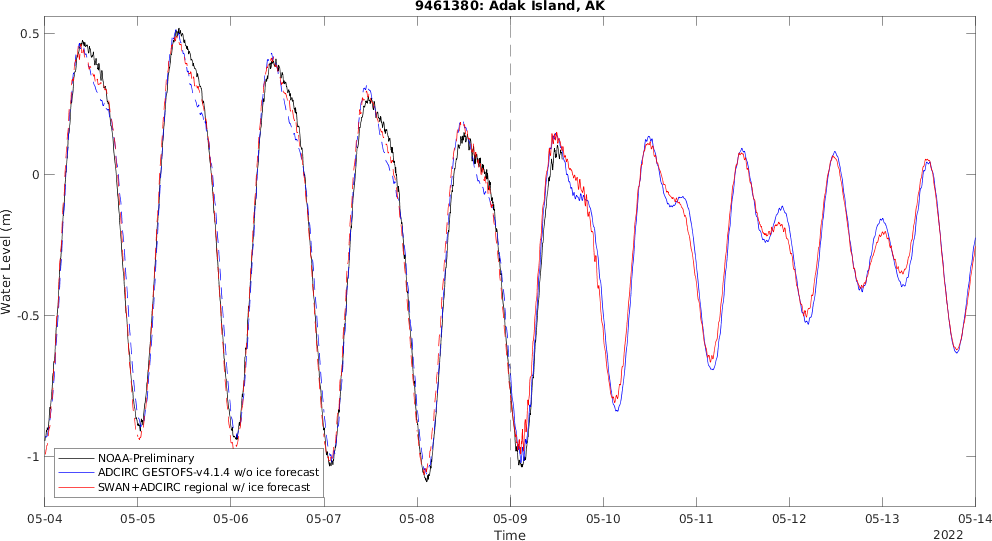 9461380: Adak Island, AK
Water Level (m)
0.5
0
-0.5
-1
NOAA-Preliminary
ADCIRC GESTOFS-v4.1.4 w/o ice forecast
SWAN+ADCIRC regional w/ ice forecast
05-04 05-05 05-06 05-07 05-08 05-09 05-10 05-11 05-12 05-13 05-14
Time
2022